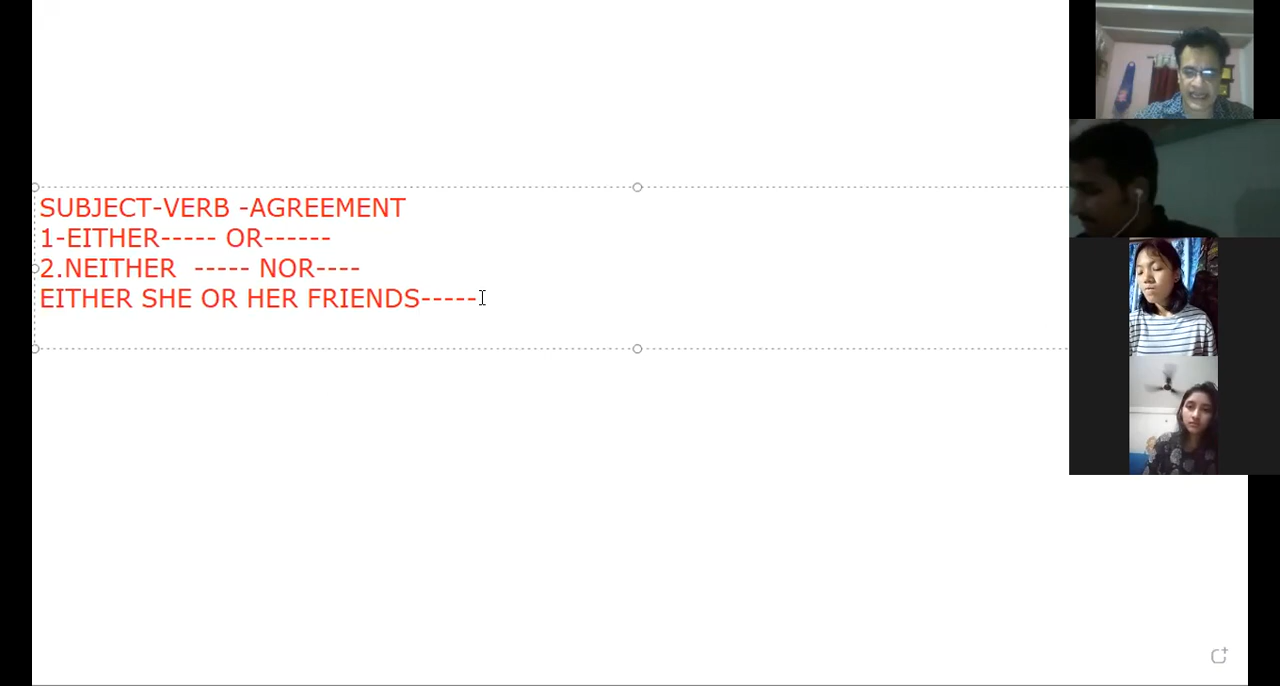 SUBJECT-VERB -AGREEMENT
1-EITHER----- OR------
2.NEITHER  ----- NOR----
EITHER SHE OR HER FRIENDS-----